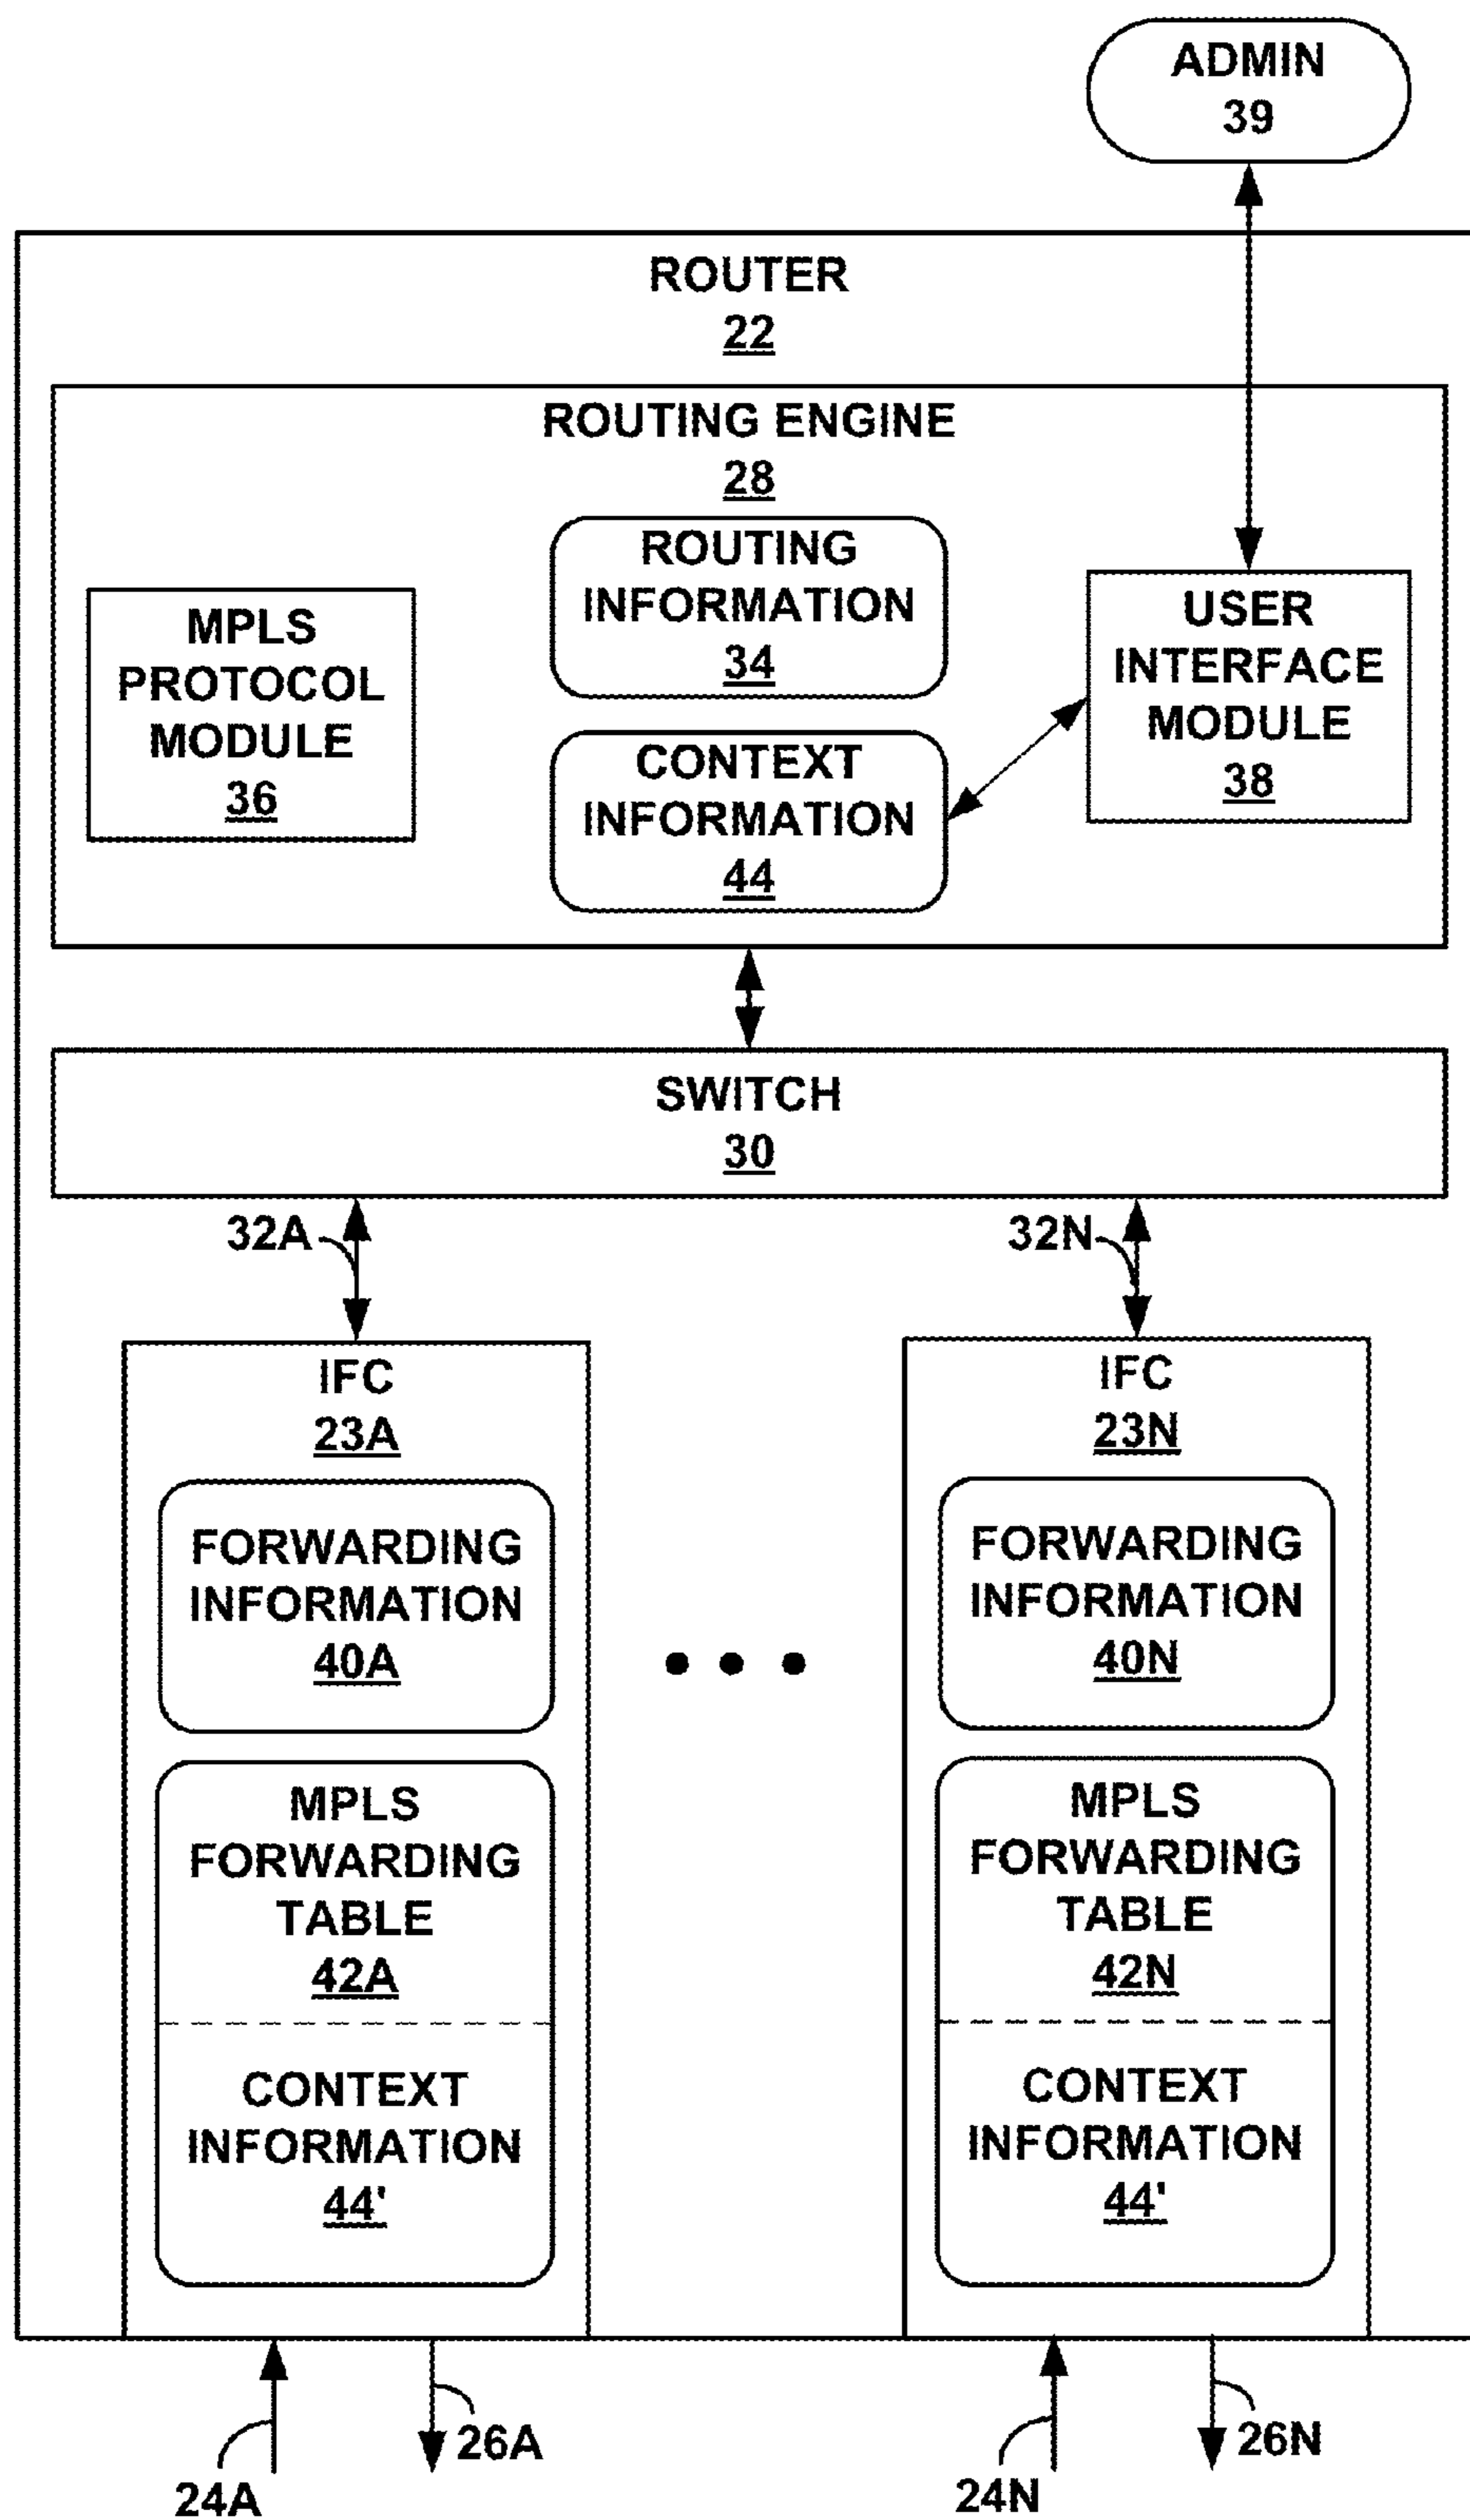 ADMIN
39
ROUTER
22
ROUTING ENGINE
28
ROUTING
INFORMATION
34
MPLS
PROTOCOL
MODULE
36
USER
INTERFACE
MODULE
38
CONTEXT
INFORMATION
44
SWITCH
30
32A
32N
IFC
23A
FORWARDING
INFORMATION
40A
MPLS
FORWARDING
TABLE
42A
CONTEXT
INFORMATION
44'
IFC
23N
FORWARDING
INFORMATION
40N
MPLS
FORWARDING
TABLE
42N
CONTEXT
INFORMATION
44'
24A
26A
24N
26N